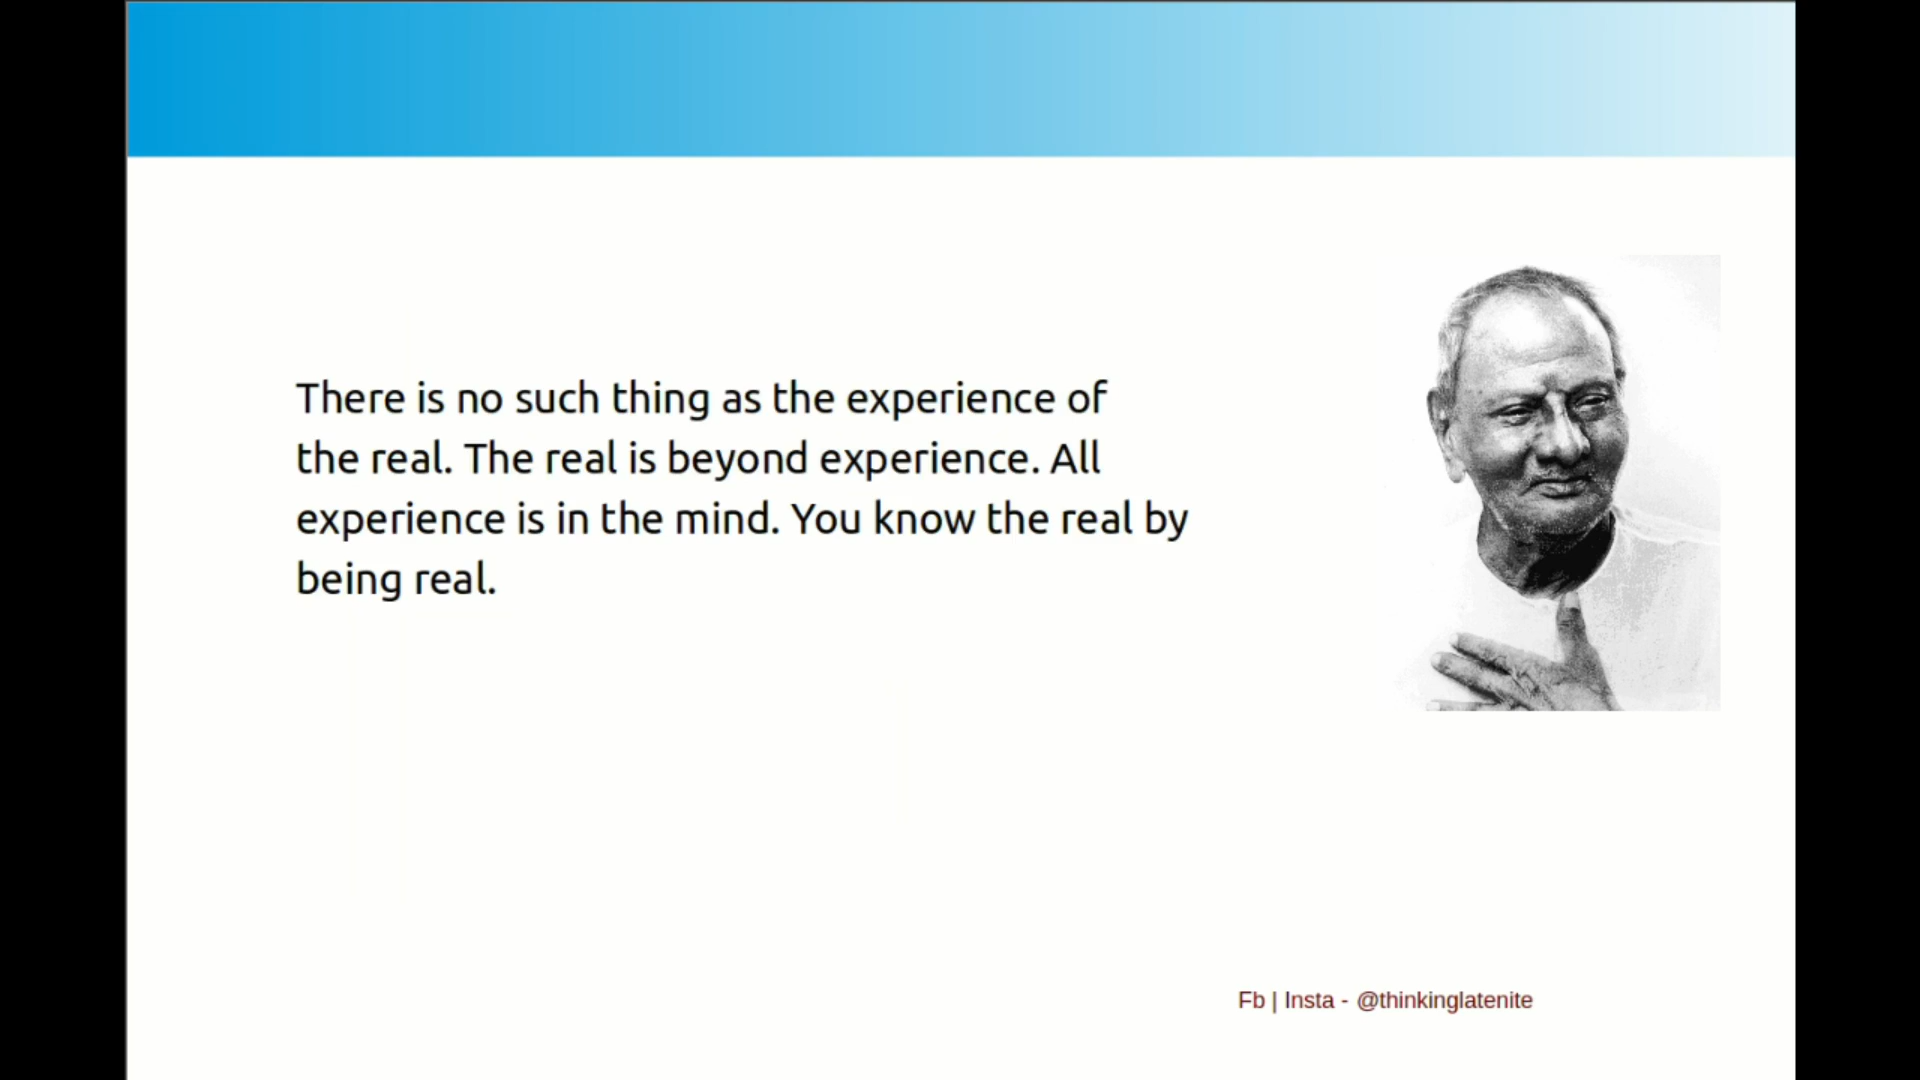 There is no such thing as the experience of
the real. The real is beyond experience. All
experience is in the mind. You know the real by
being real.
Fb | Insta - @thinkinglatenite